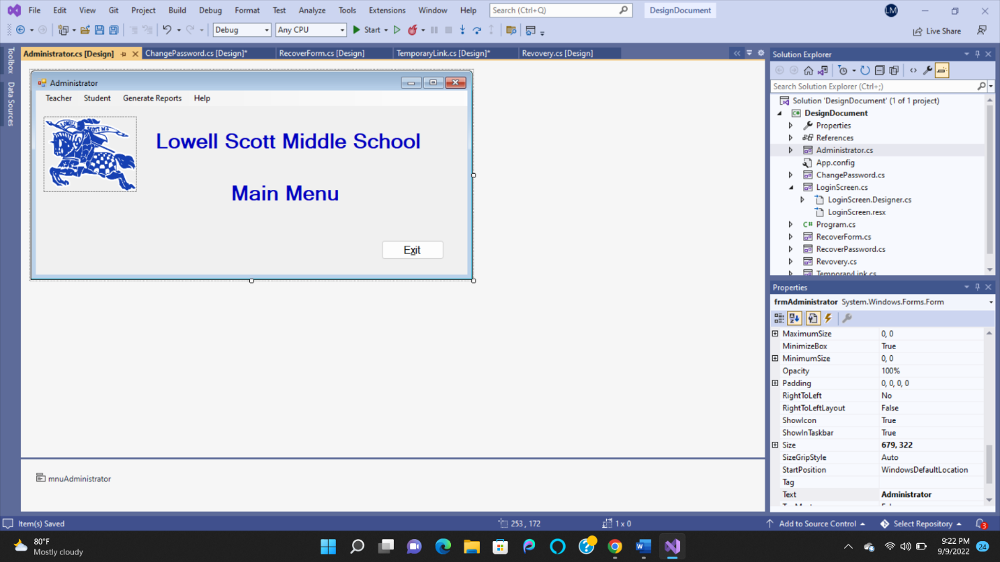 File Edit View Git Project Build Debug Format Test Analyze Tools Extensions Window Help Search (Ctrl+Q) DesignDocument LM
Debug Any CPU Start Live Share
Administrator.cs [Design] ChangePassword.cs [Design]* RecoverForm.cs [Design] TemporaryLink.cs [Design]* Revovery.cs [Design]
Toolbox
Data Sources
Administrator
Teacher Student Generate Reports Help
Lowell Scott Middle School
Main Menu
Exit
mnuAdministrator
Solution Explorer
Search Solution Explorer (Ctrl+;)
Solution 'DesignDocument' (1 of 1 project)
DesignDocument
Properties
References
Administrator.cs
App.config
ChangePassword.cs
LoginScreen.cs
LoginScreen.Designer.cs
LoginScreen.resx
C# Program.cs
RecoverForm.cs
RecoverPassword.cs
Revovery.cs
TemporaryLink.cs
Properties
frmAdministrator System.Windows.Forms.Form
MaximumSize 0, 0
MinimizeBox True
MinimumSize 0, 0
Opacity 100%
Padding 0, 0, 0, 0
RightToLeft No
RightToLeftLayout False
ShowIcon True
ShowInTaskbar True
Size 679, 322
SizeGripStyle Auto
StartPosition WindowsDefaultLocation
Tag
Text Administrator
Item(s) Saved 253 , 172 1 x 0 Add to Source Control Select Repository 3
80°F
Mostly cloudy
9:22 PM
9/9/2022 24